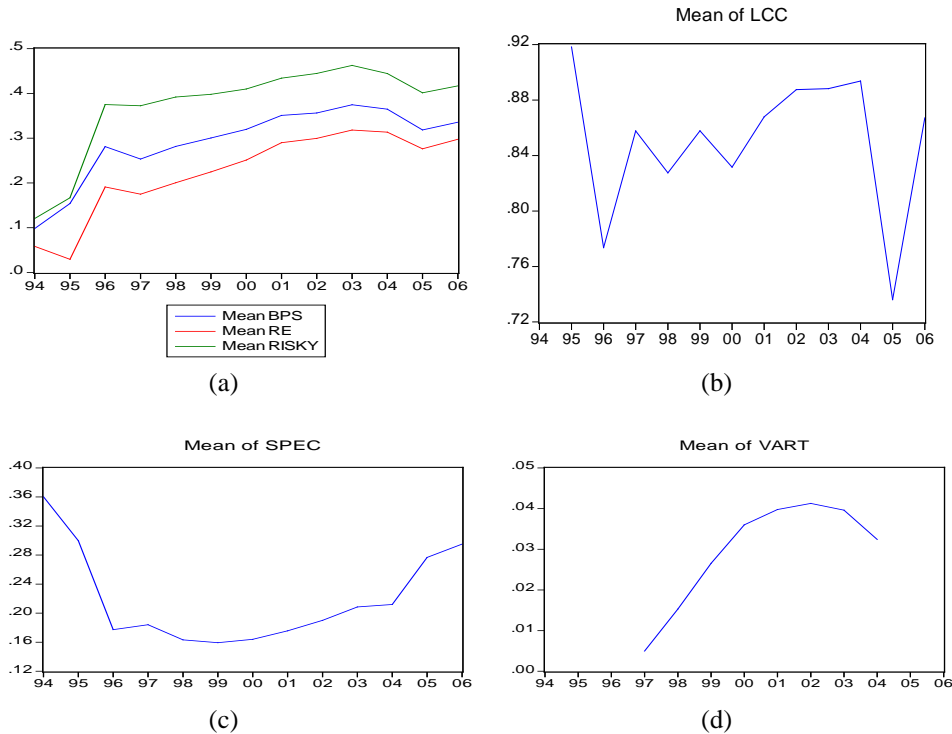 .5
.4
.3
.2
.1
.0
94 95 96 97 98 99 00 01 02 03 04 05 06
Mean BPS
Mean RE
Mean RISKY
(a)
Mean of LCC
.92
.88
.84
.80
.76
.72
94 95 96 97 98 99 00 01 02 03 04 05 06
(b)
Mean of SPEC
.40
.36
.32
.28
.24
.20
.16
.12
94 95 96 97 98 99 00 01 02 03 04 05 06
(c)
Mean of VART
.05
.04
.03
.02
.01
.00
94 95 96 97 98 99 00 01 02 03 04 05 06
(d)